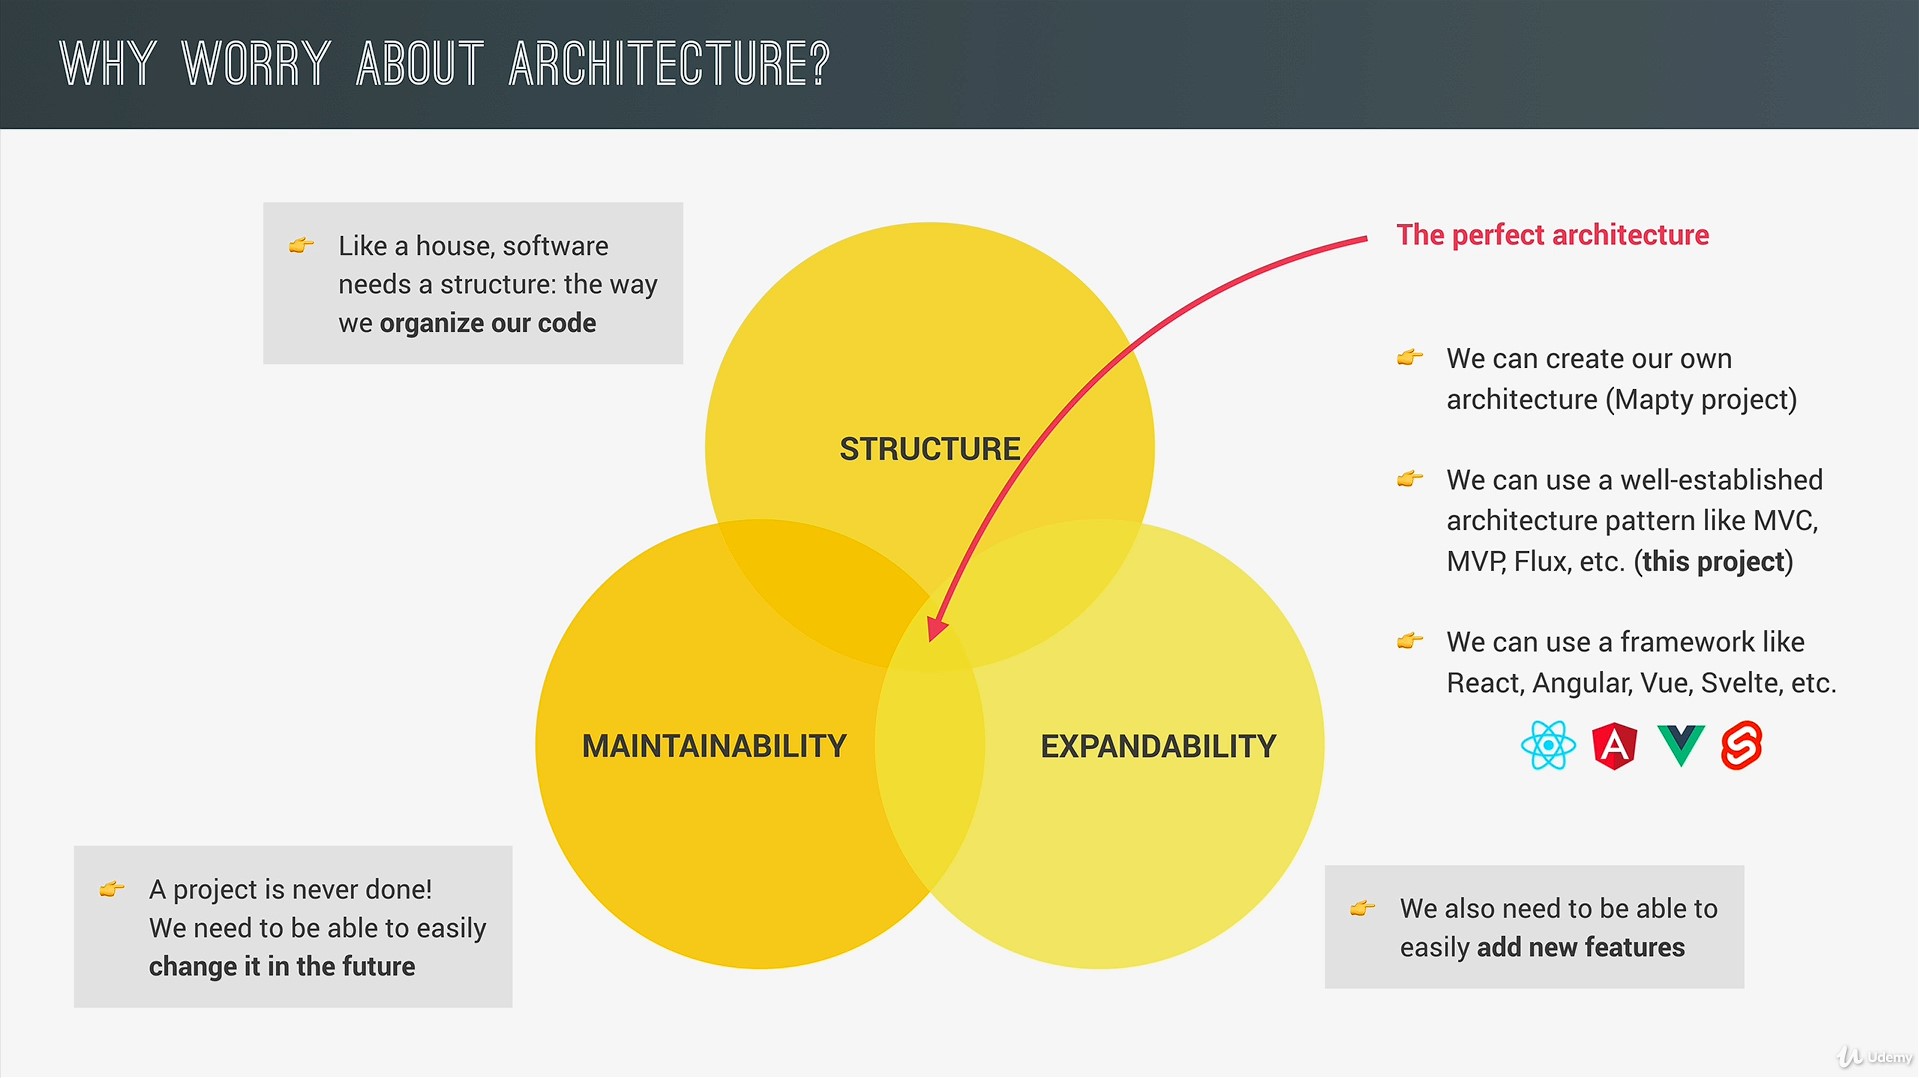 WHY WORRY ABOUT ARCHITECTURE?
Like a house, software
needs a structure: the way
we organize our code
STRUCTURE
MAINTAINABILITY
EXPANDABILITY
A project is never done!
We need to be able to easily
change it in the future
We also need to be able to
easily add new features
The perfect architecture
We can create our own
architecture (Mapty project)
We can use a well-established
architecture pattern like MVC,
MVP, Flux, etc. (this project)
We can use a framework like
React, Angular, Vue, Svelte, etc.
Udemy